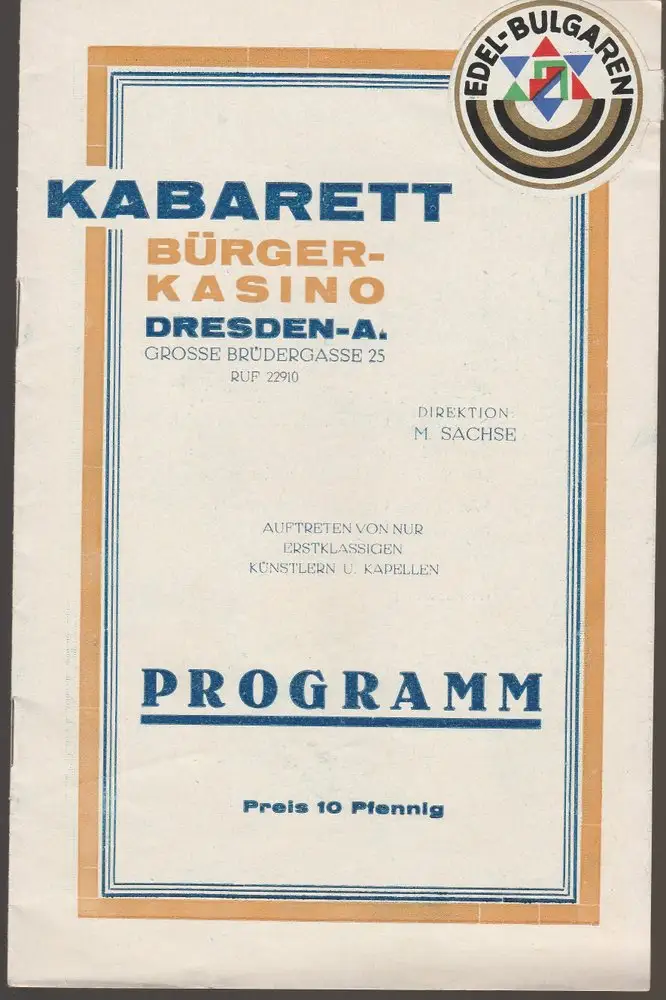 EDEL-BULGAREN
KABARETT
BÜRGER-
KASINO
DRESDEN-A.
GROSSE BRÜDERGASSE 25
RUF 22910
DIREKTION:
M. SACHSE
AUFTRETEN VON NUR
ERSTKLASSIGEN
KÜNSTLERN U. KAPELLEN
PROGRAMM
Preis 10 Pfennig